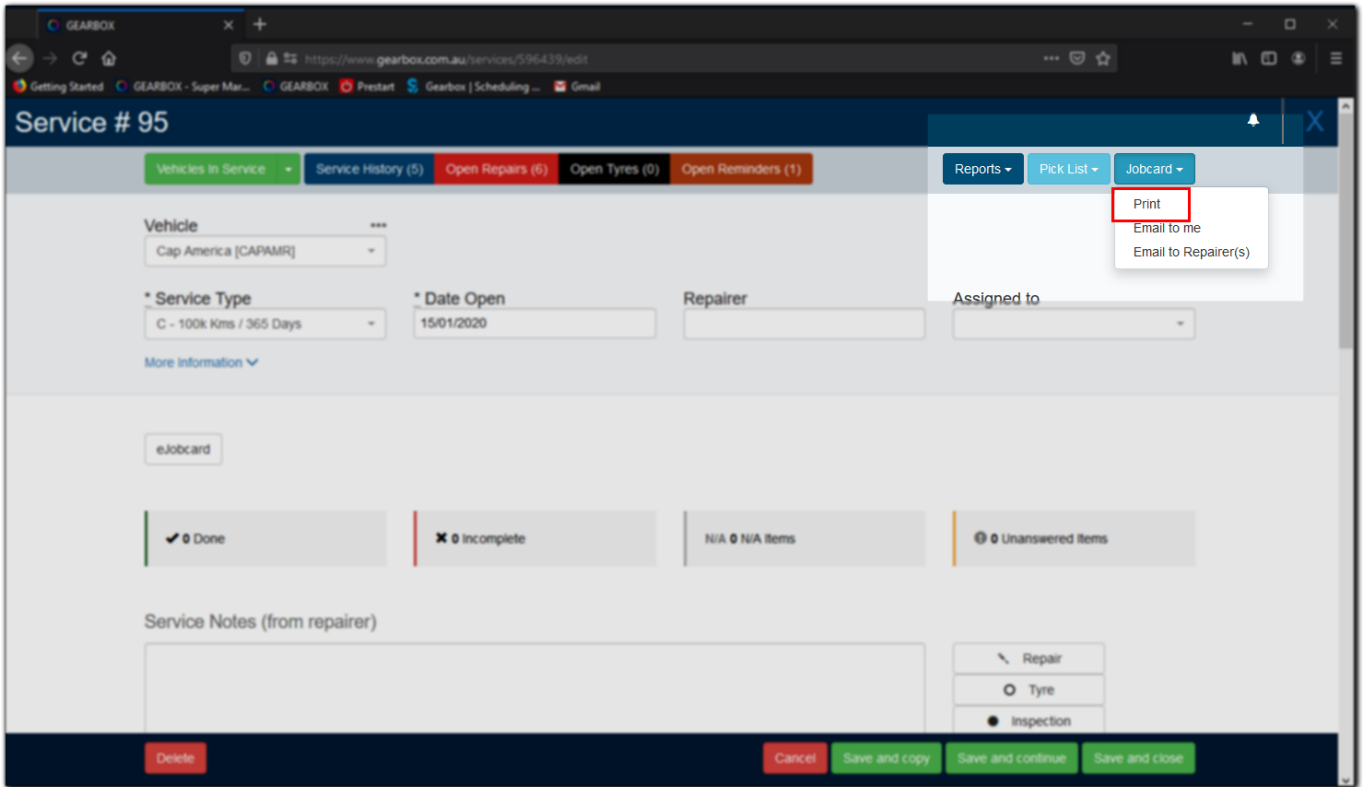 GEARBOX
https://www.gearbox.com.au/services/596439/edit
Getting Started GEARBOX - Super Mar... GEARBOX Prestart Gearbox | Scheduling ... Gmail
Service # 95 X
Vehicles In Service Service History (5) Open Repairs (6) Open Tyres (0) Open Reminders (1) Reports Pick List Jobcard
Print
Email to me
Email to Repairer(s)
Vehicle •••
Cap America [CAPAMR]
* Service Type * Date Open Repairer Assigned to
C - 100k Kms / 365 Days 15/01/2020
More Information
eJobcard
0 Done 0 Incomplete N/A 0 N/A Items 0 Unanswered Items
Service Notes (from repairer)
Repair
Tyre
Inspection
Delete Cancel Save and copy Save and continue Save and close